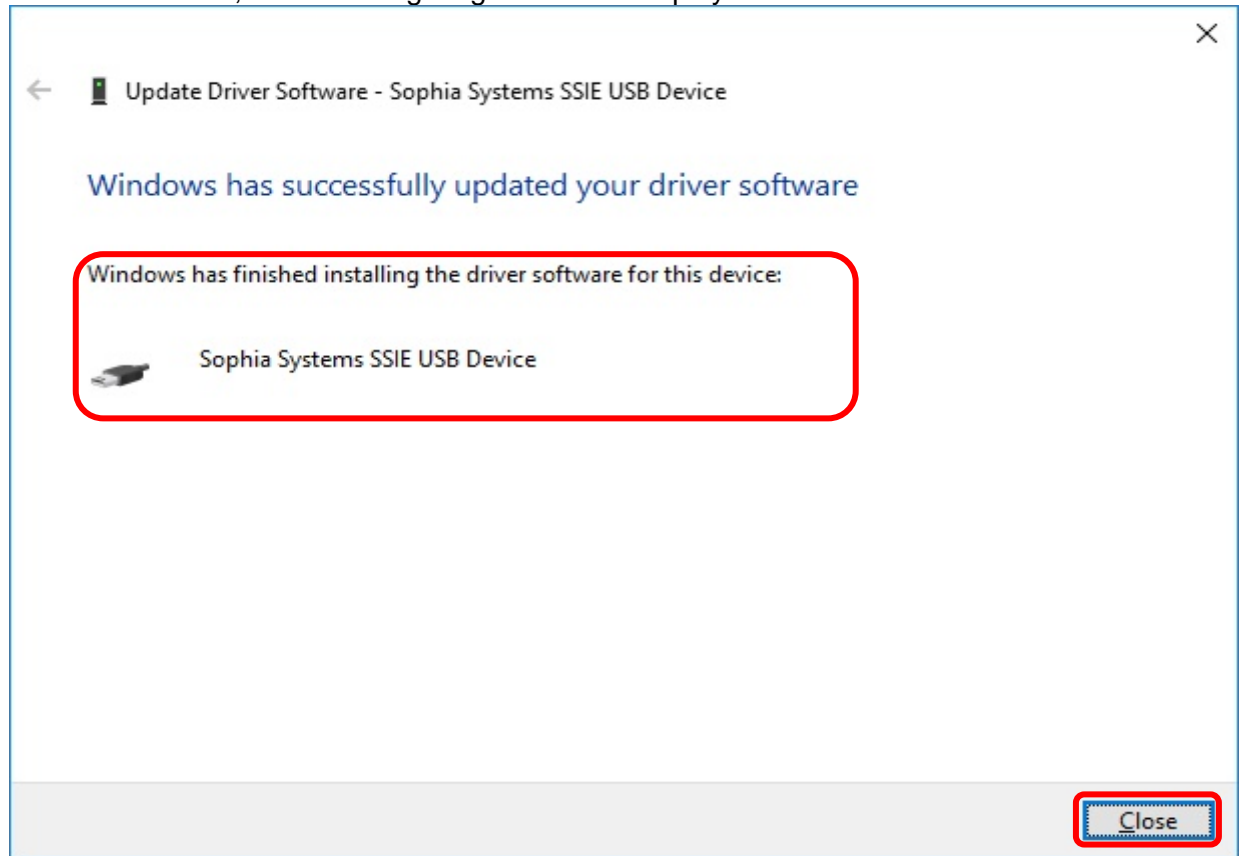 Update Driver Software - Sophia Systems SSIE USB Device
Windows has successfully updated your driver software
Windows has finished installing the driver software for this device:
Sophia Systems SSIE USB Device
Close